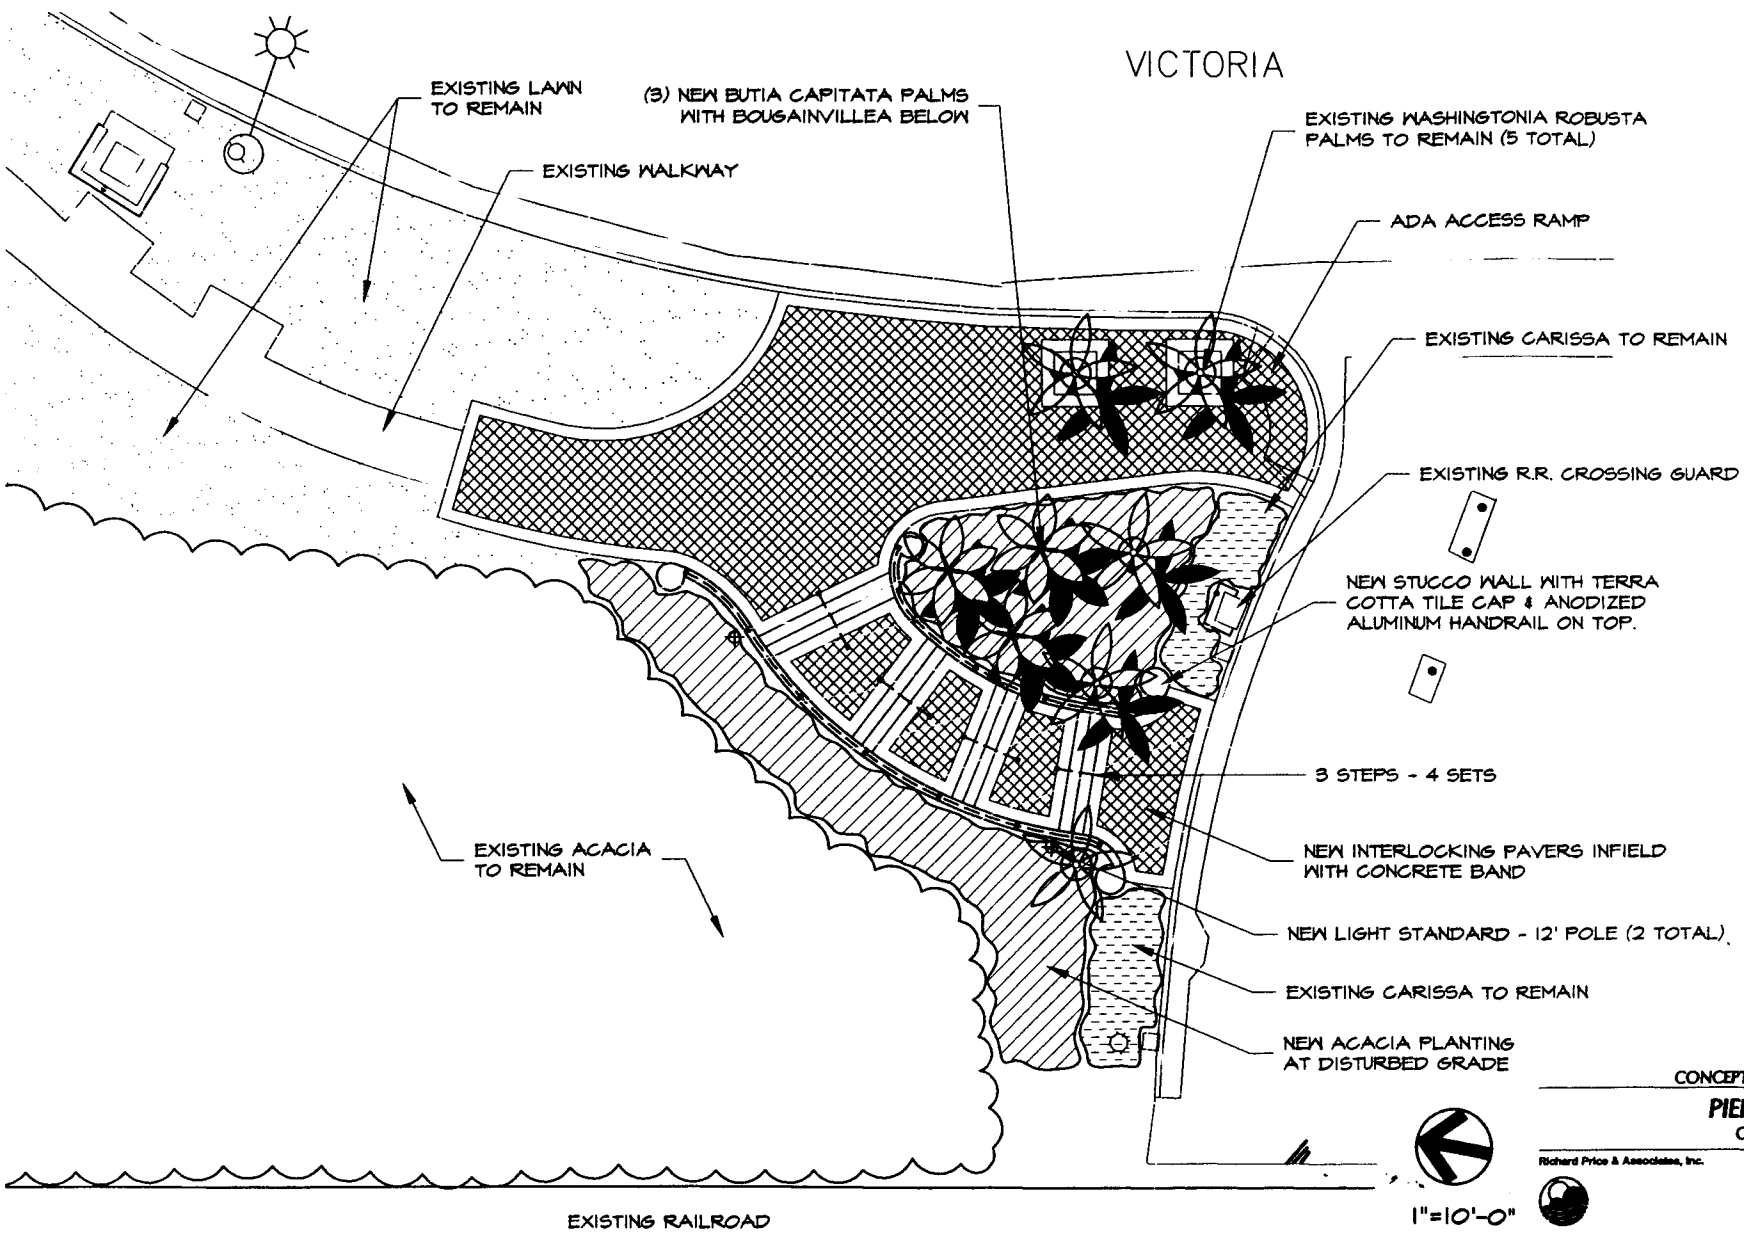 VICTORIA
EXISTING LAWN
TO REMAIN
(3) NEW BUTIA CAPITATA PALMS
WITH BOUGAINVILLEA BELOW
EXISTING WASHINGTONIA ROBUSTA
PALMS TO REMAIN (5 TOTAL)
EXISTING WALKWAY
ADA ACCESS RAMP
EXISTING CARISSA TO REMAIN
EXISTING R.R. CROSSING GUARD
NEW STUCCO WALL WITH TERRA
COTTA TILE CAP & ANODIZED
ALUMINUM HANDRAIL ON TOP.
3 STEPS - 4 SETS
EXISTING ACACIA
TO REMAIN
NEW INTERLOCKING PAVERS INFIELD
WITH CONCRETE BAND
NEW LIGHT STANDARD - 12' POLE (2 TOTAL)
EXISTING CARISSA TO REMAIN
NEW ACACIA PLANTING
AT DISTURBED GRADE
CONCEPT
PIE
Richard Price & Associates, Inc.
1"=10'-0"
EXISTING RAILROAD